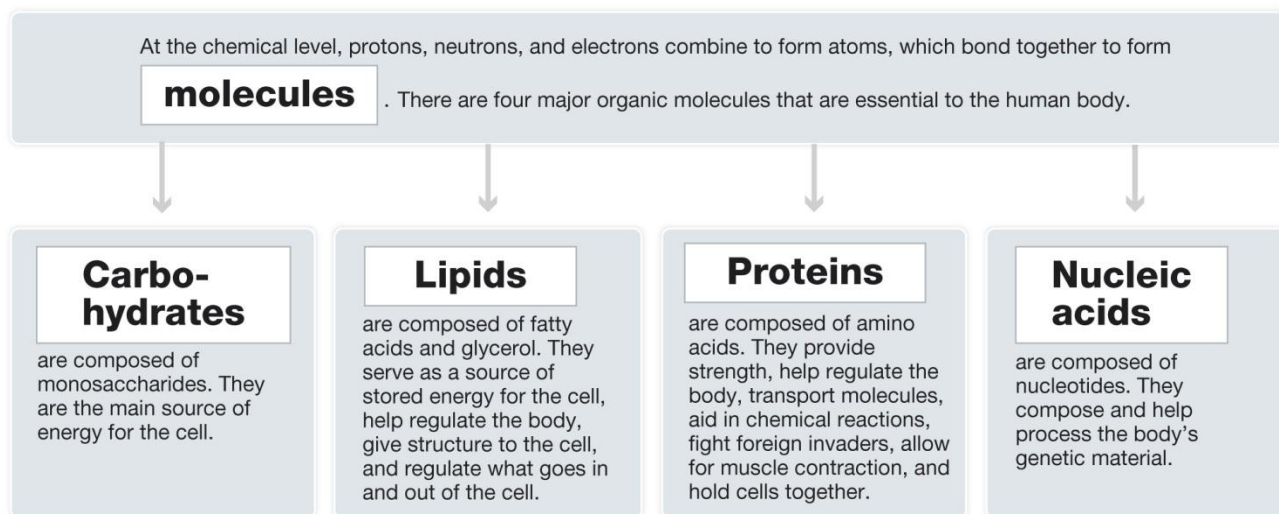 At the chemical level, protons, neutrons, and electrons combine to form atoms, which bond together to form
molecules . There are four major organic molecules that are essential to the human body.
Carbo-
hydrates
are composed of
monosaccharides. They
are the main source of
energy for the cell.
Lipids
are composed of fatty
acids and glycerol. They
serve as a source of
stored energy for the cell,
help regulate the body,
give structure to the cell,
and regulate what goes in
and out of the cell.
Proteins
are composed of amino
acids. They provide
strength, help regulate the
body, transport molecules,
aid in chemical reactions,
fight foreign invaders, allow
for muscle contraction, and
hold cells together.
Nucleic
acids
are composed of
nucleotides. They
compose and help
process the body's
genetic material.